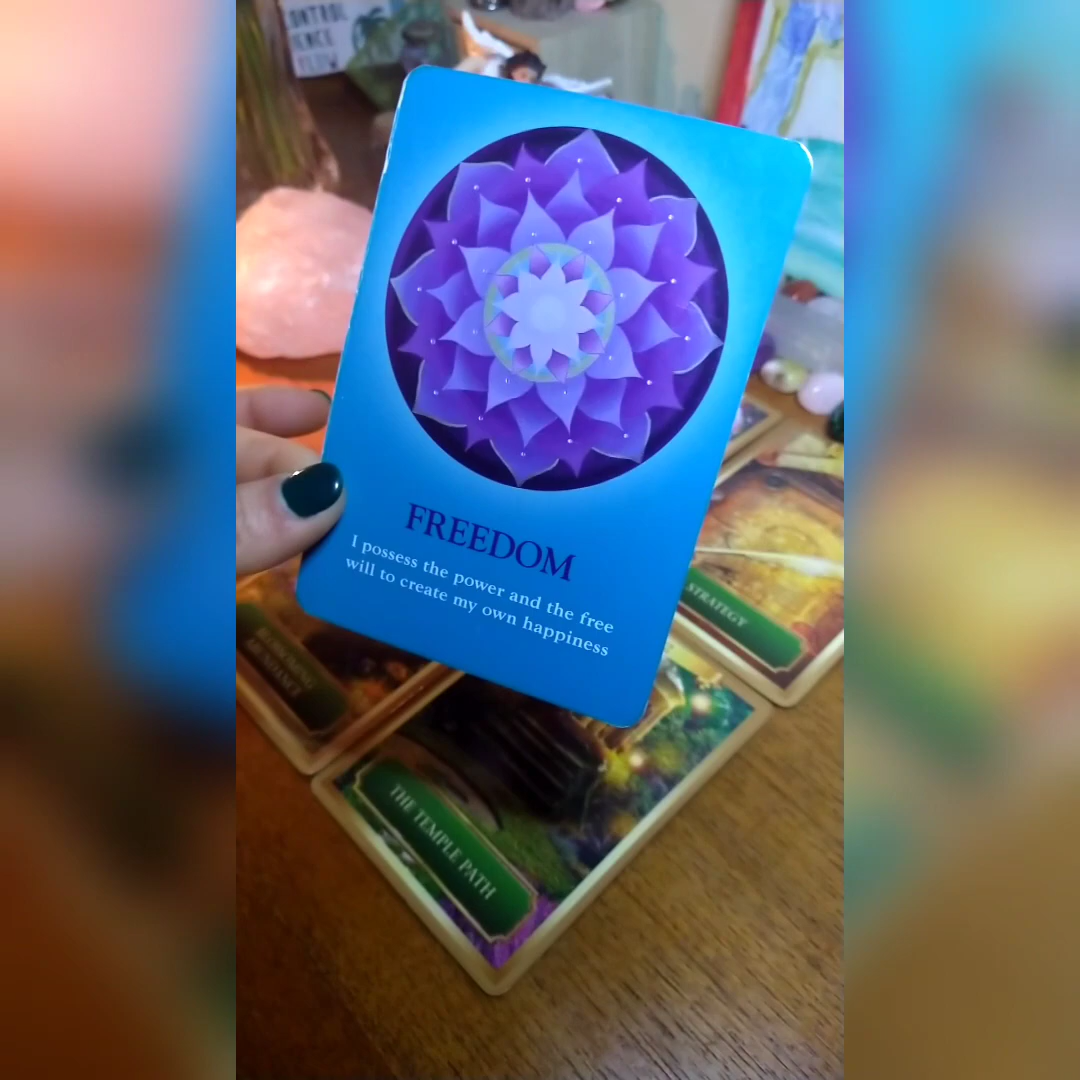 FREEDOM
I possess the power and the free
will to create my own happiness
STRATEGY
THE TEMPLE PATH